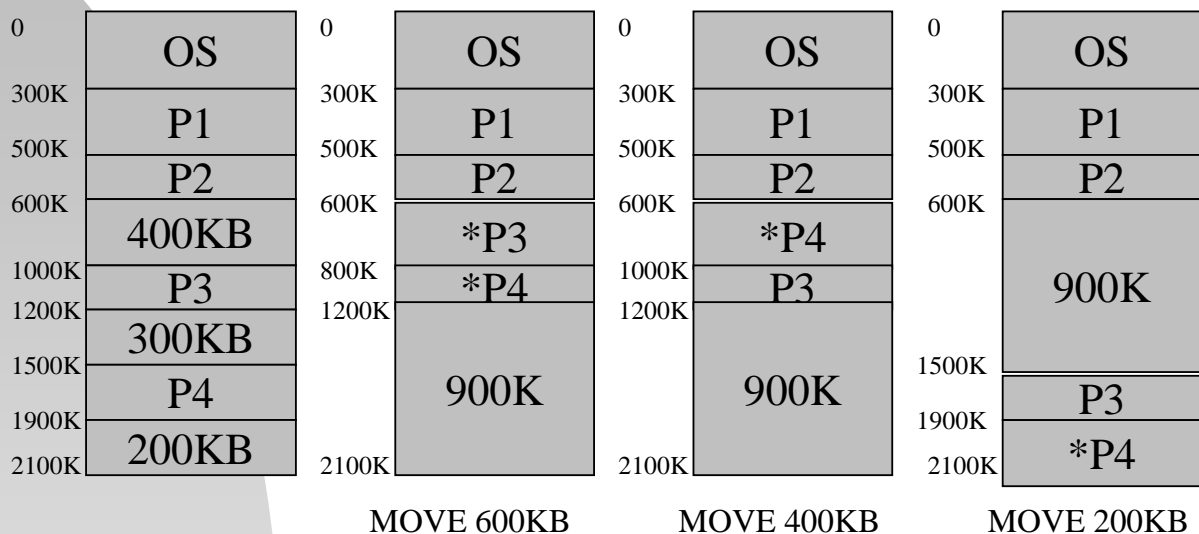 0
OS
300K
P1
500K
P2
600K
400KB
1000K
P3
1200K
300KB
1500K
P4
1900K
200KB
2100K
0
OS
300K
P1
500K
P2
600K
*P3
800K
*P4
1200K
900K
2100K
MOVE 600KB
0
OS
300K
P1
500K
P2
600K
*P4
1000K
P3
1200K
900K
2100K
MOVE 400KB
0
OS
300K
P1
500K
P2
600K
900K
1500K
P3
1900K
*P4
2100K
MOVE 200KB